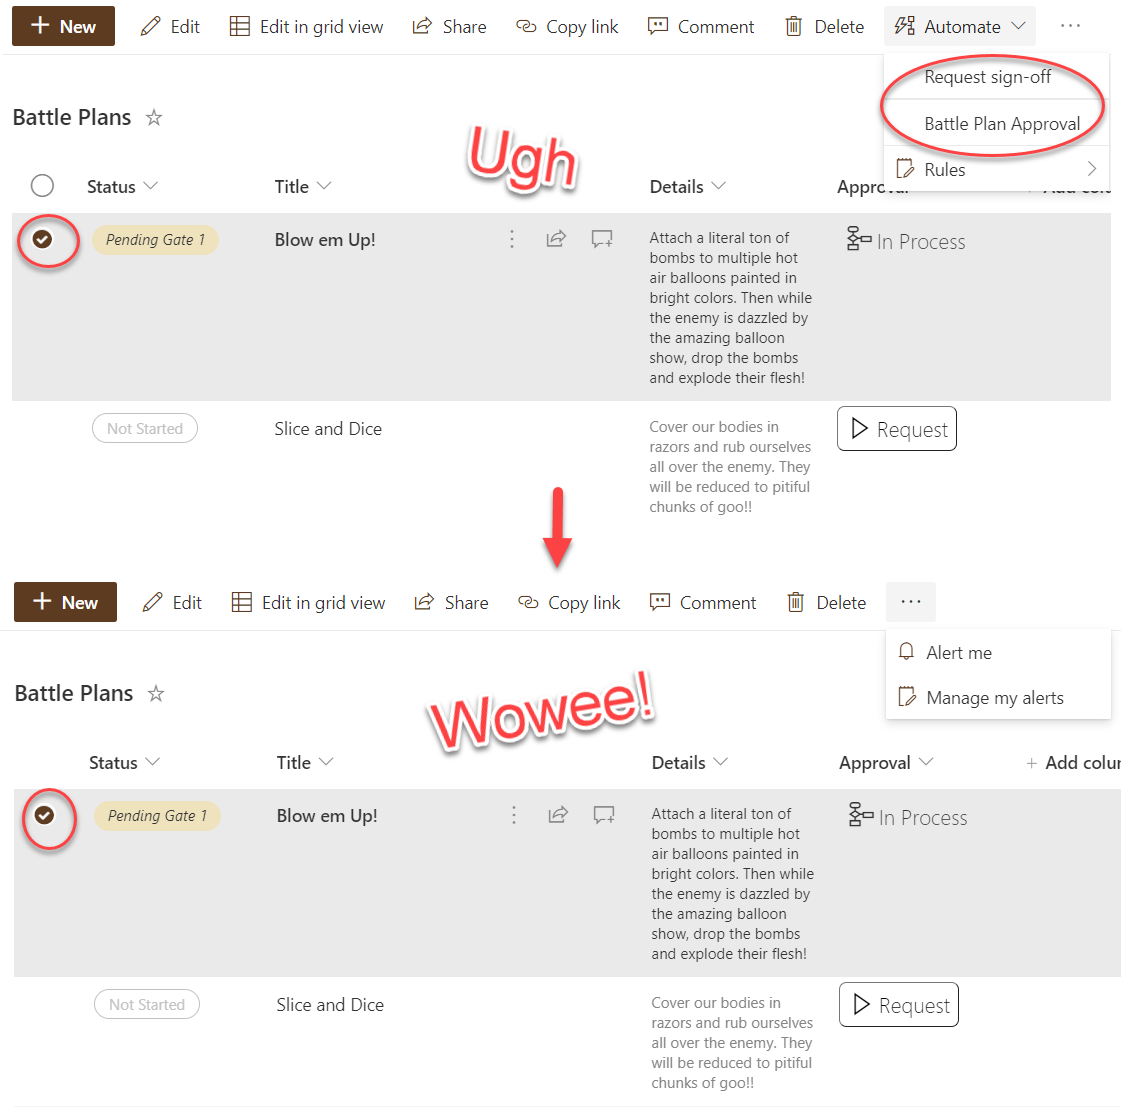 New Edit Edit in grid view Share Copy link Comment Delete Automate ...
Request sign-off
Battle Plan Approval
Rules
Battle Plans
Ugh
Status Title Details
Pending Gate 1 Blow em Up!
Attach a literal ton of
bombs to multiple hot
air balloons painted in
bright colors. Then while
the enemy is dazzled by
the amazing balloon
show, drop the bombs
and explode their flesh!
In Process
Not Started Slice and Dice
Cover our bodies in
razors and rub ourselves
all over the enemy. They
will be reduced to pitiful
chunks of goo!!
Request
New Edit Edit in grid view Share Copy link Comment Delete ...
Alert me
Manage my alerts
Battle Plans
Wowee!
Status Title Details Approval + Add
Pending Gate 1 Blow em Up!
Attach a literal ton of
bombs to multiple hot
air balloons painted in
bright colors. Then while
the enemy is dazzled by
the amazing balloon
show, drop the bombs
and explode their flesh!
In Process
Not Started Slice and Dice
Cover our bodies in
razors and rub ourselves
all over the enemy. They
will be reduced to pitiful
chunks of goo!!
Request